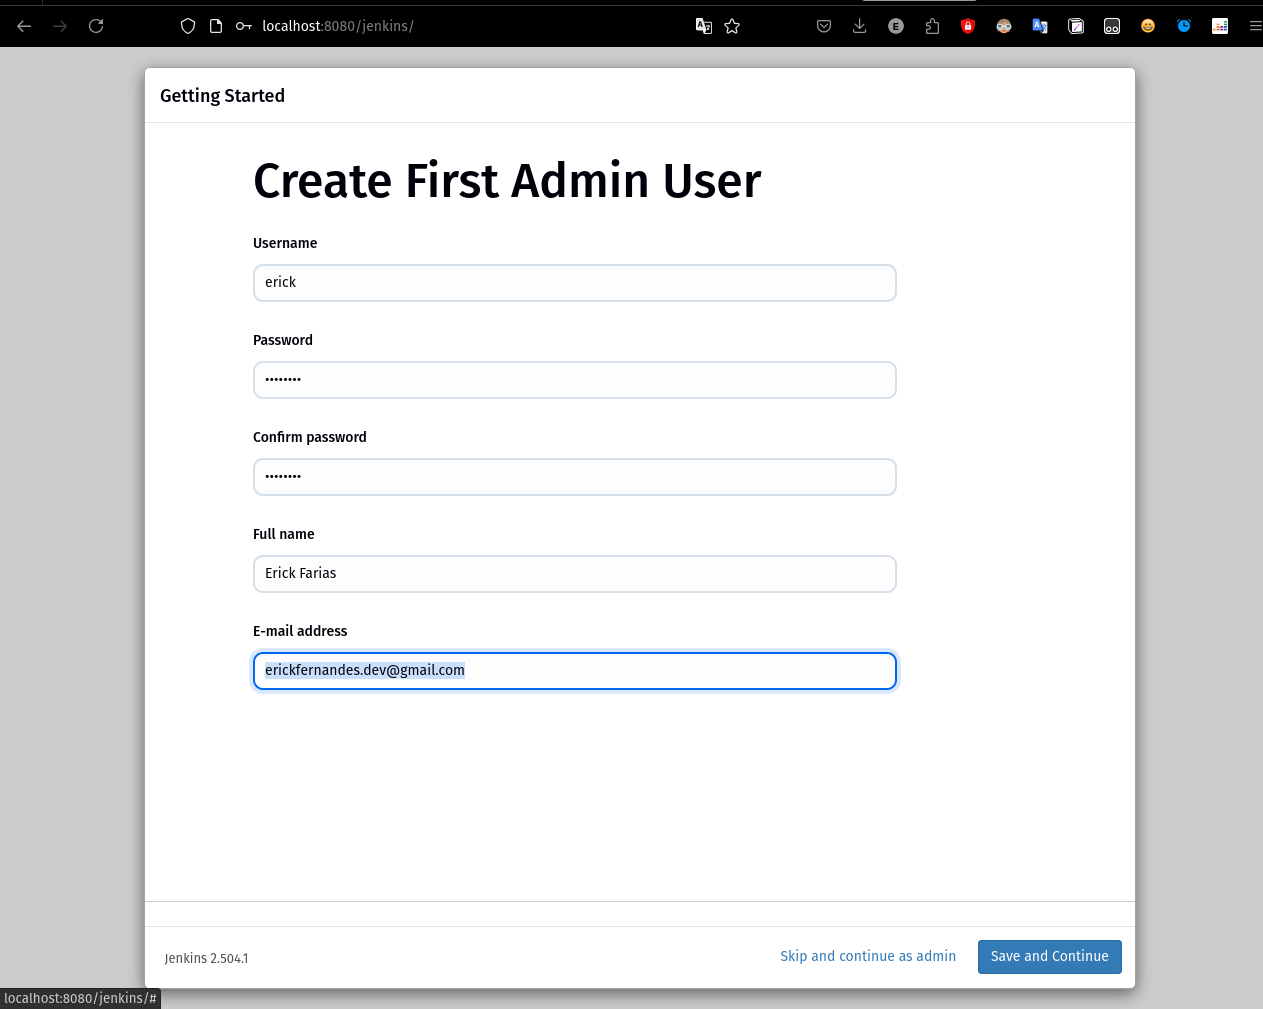 localhost:8080/jenkins/
Getting Started
Create First Admin User
Username
erick
Password
••••••••
Confirm password
••••••••
Full name
Erick Farias
E-mail address
erickfernandes.dev@gmail.com
Jenkins 2.504.1
Skip and continue as admin
Save and Continue
localhost:8080/jenkins/#